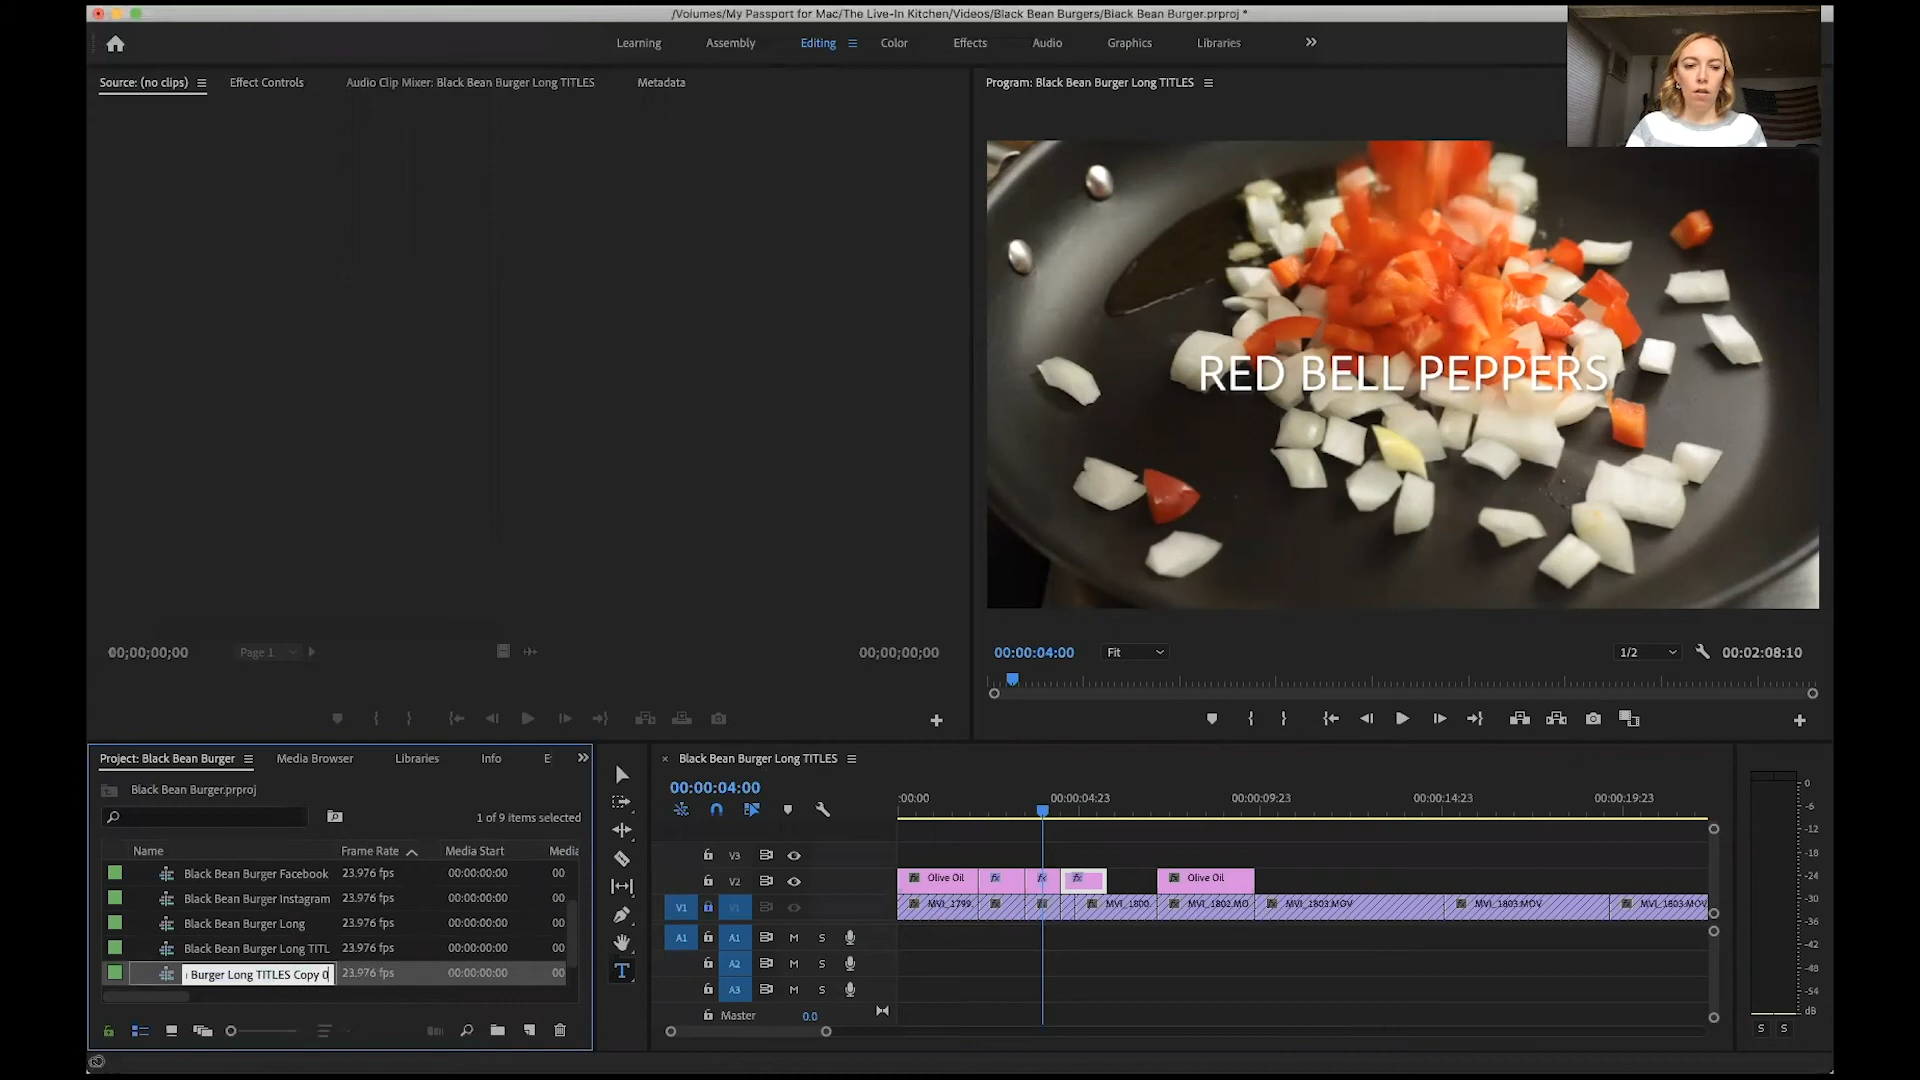 /Volumes/My Passport for Mac/The Live-In Kitchen/Videos/Black Bean Burgers/Black Bean Burger.prproj *
Learning Assembly Editing Color Effects Audio Graphics Libraries
Source: (no clips) Effect Controls Audio Clip Mixer: Black Bean Burger Long TITLES Metadata
Program: Black Bean Burger Long TITLES
RED BELL PEPPERS
00;00;00;00 Page 1 00;00;00;00
00:00:04:00 Fit 1/2 00:02:08:10
Project: Black Bean Burger Media Browser Libraries Info E
Black Bean Burger.prproj
1 of 9 items selected
Name Frame Rate Media Start Media
Black Bean Burger Facebook 23.976 fps 00:00:00:00 00
Black Bean Burger Instagram 23.976 fps 00:00:00:00 00
Black Bean Burger Long 23.976 fps 00:00:00:00 00
Black Bean Burger Long TITL 23.976 fps 00:00:00:00 00
Burger Long TITLES Copy 0 23.976 fps 00:00:00:00 00
T
Black Bean Burger Long TITLES
00:00:04:00
:00:00 00:00:04:23 00:00:09:23 00:00:14:23 00:00:19:23
V3
V2 fx Olive Oil fx fx fx fx Olive Oil
V1 V1 MVI_1799. MVI_1800. MVI_1802.MO MVI_1803.MOV MVI_1803.MOV MVI_1803.MOV
A1 A1 M S
A2 M S
A3 M S
Master 0.0
0
-6
-12
-18
-24
-30
-36
-42
-48
-54
dB
S S